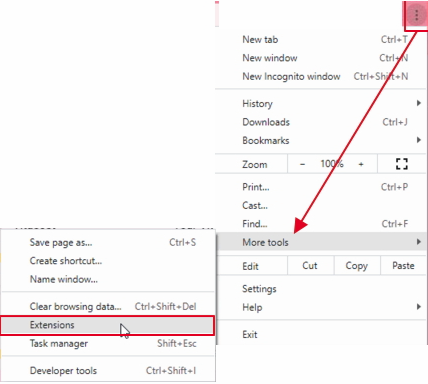 New tab Ctrl+T
New window Ctrl+N
New Incognito window Ctrl+Shift+N
History
Downloads Ctrl+J
Bookmarks
Zoom - 100% +
Print... Ctrl+P
Cast...
Find... Ctrl+F
More tools
Edit Cut Copy Paste
Settings
Help
Exit
Save page as... Ctrl+S
Create shortcut...
Name window...
Clear browsing data... Ctrl+Shift+Del
Extensions
Task manager Shift+Esc
Developer tools Ctrl+Shift+I